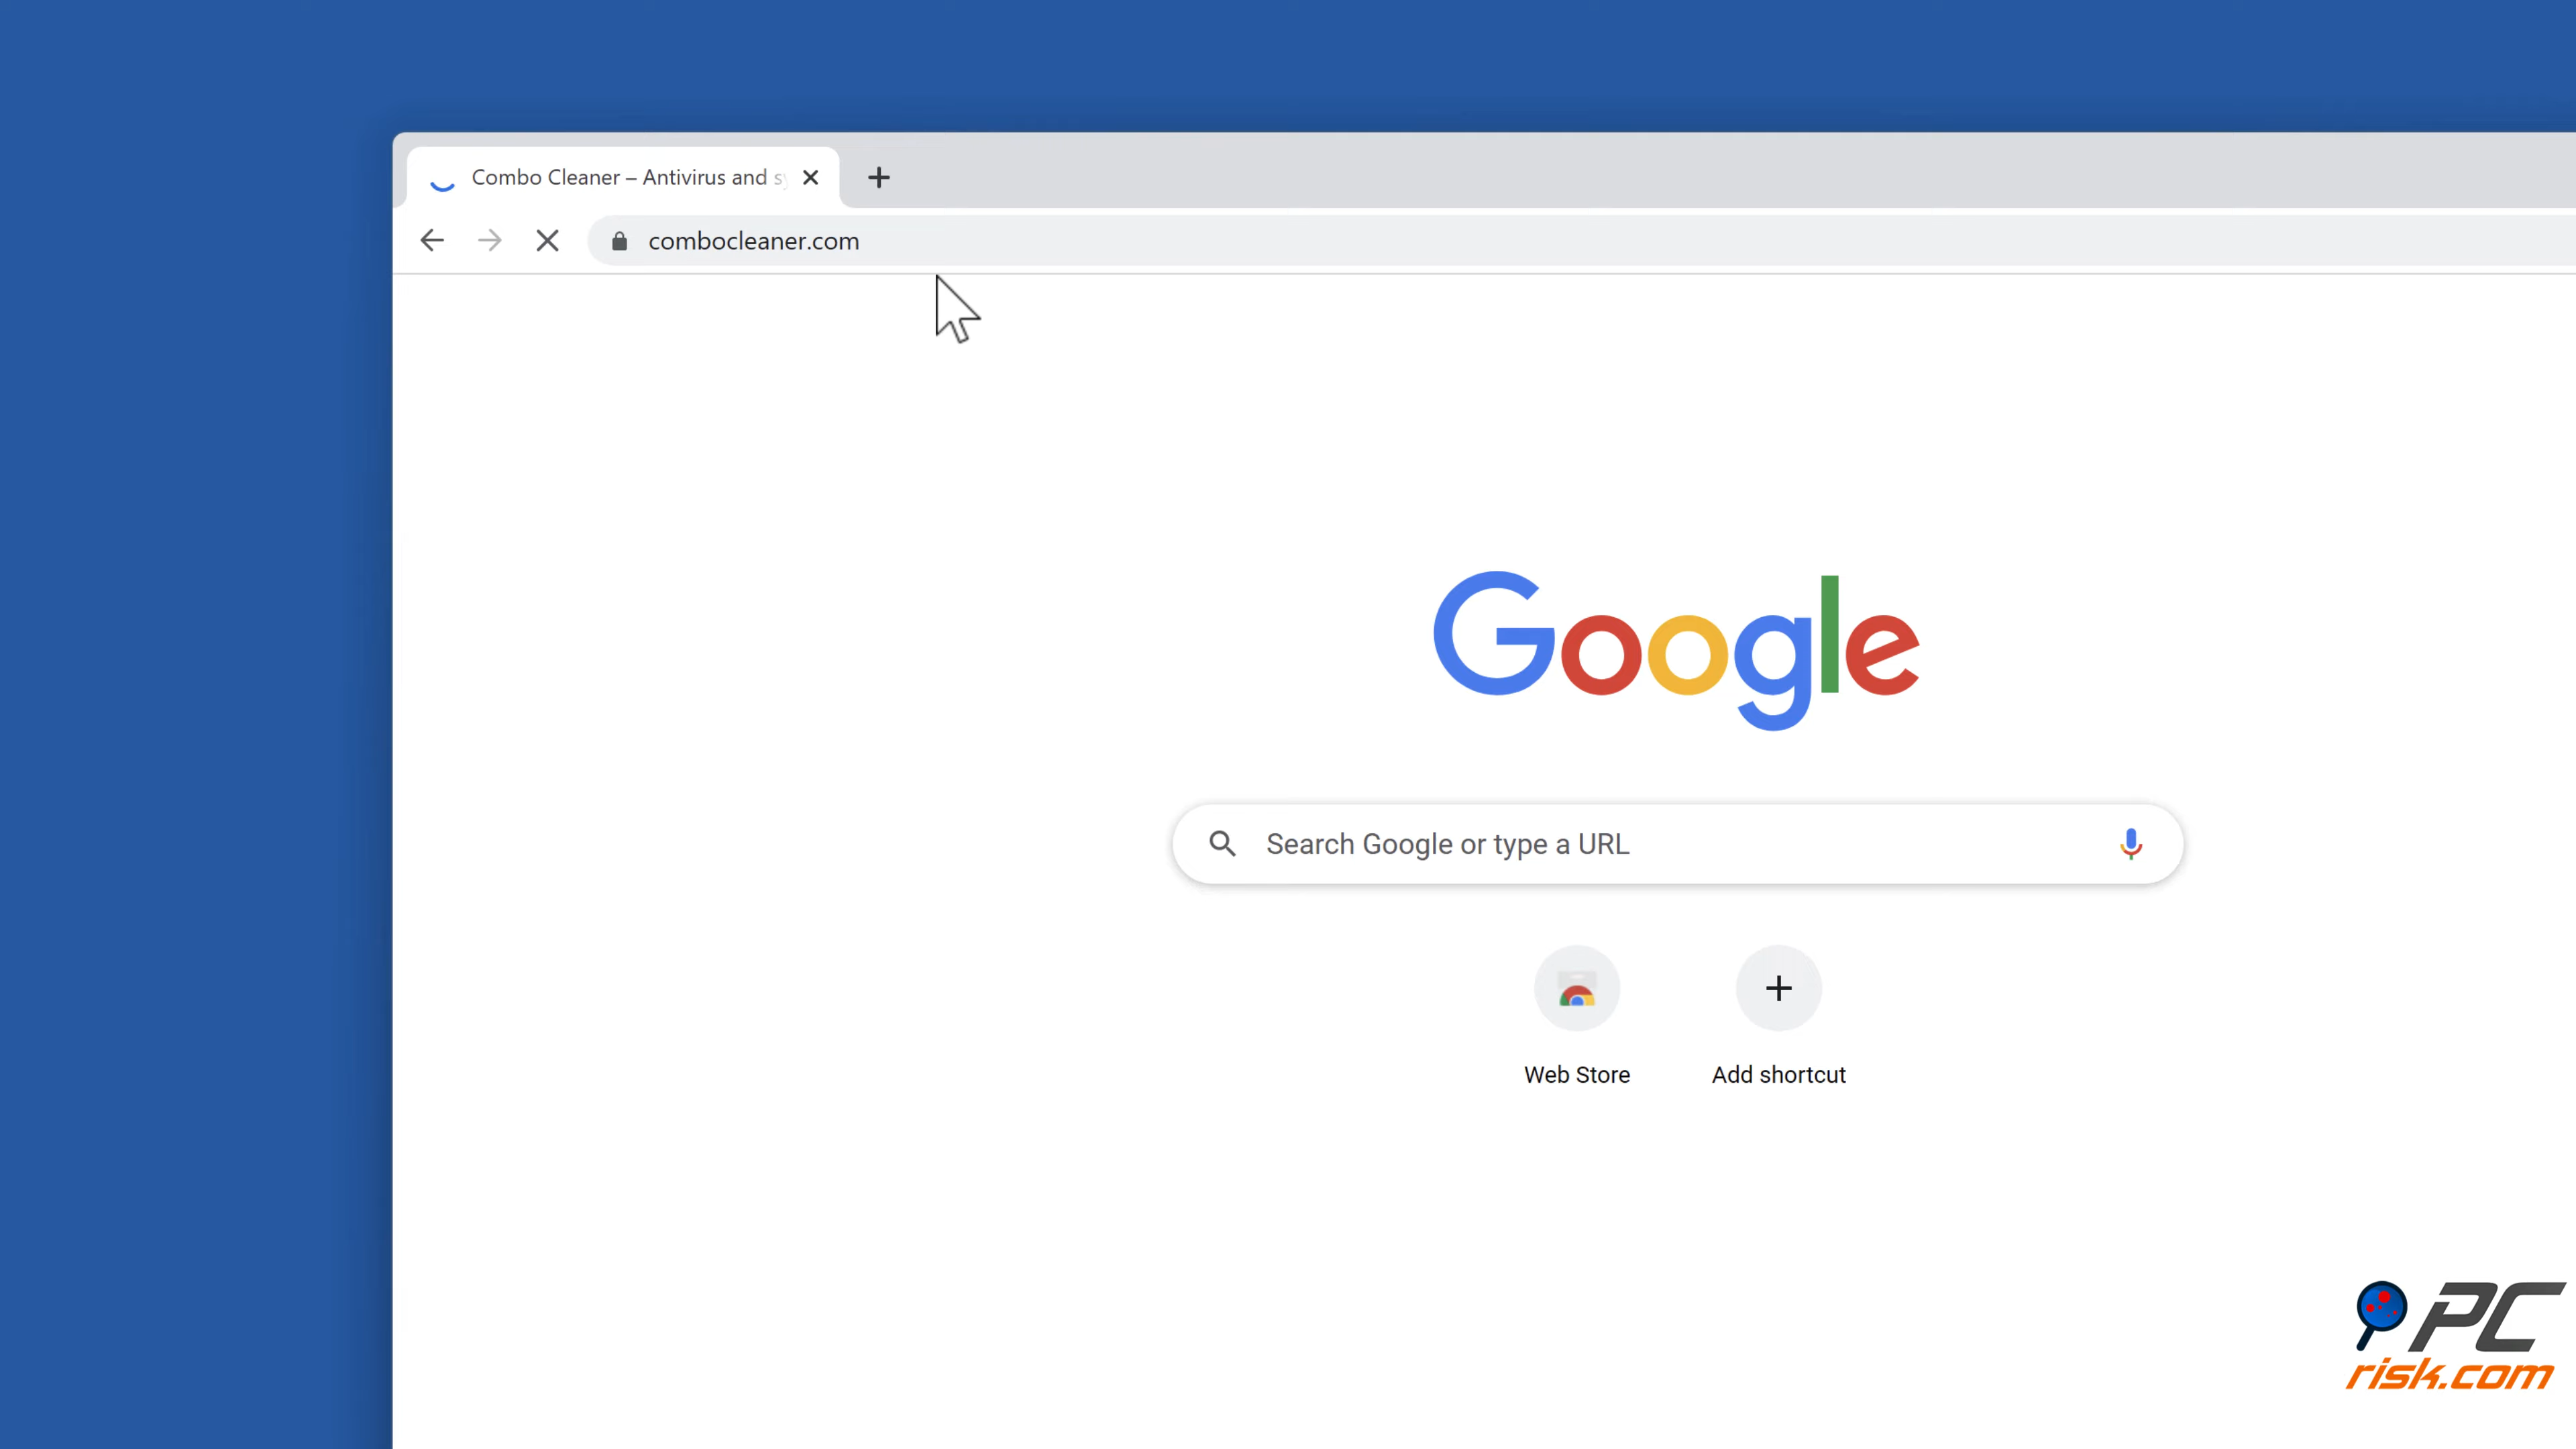 Combo Cleaner – Antivirus and sy
combocleaner.com
Google
Search Google or type a URL
Web Store
Add shortcut
PC
risk.com